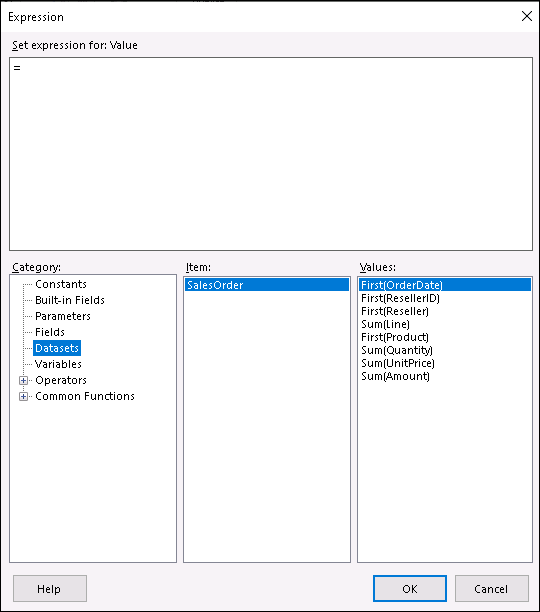 Expression
Set expression for: Value
=
Category:
Constants
Built-in Fields
Parameters
Fields
Datasets
Variables
Operators
Common Functions
Item:
SalesOrder
Values:
First(OrderDate)
First(ResellerID)
First(Reseller)
Sum(Line)
First(Product)
Sum(Quantity)
Sum(UnitPrice)
Sum(Amount)
Help
OK
Cancel